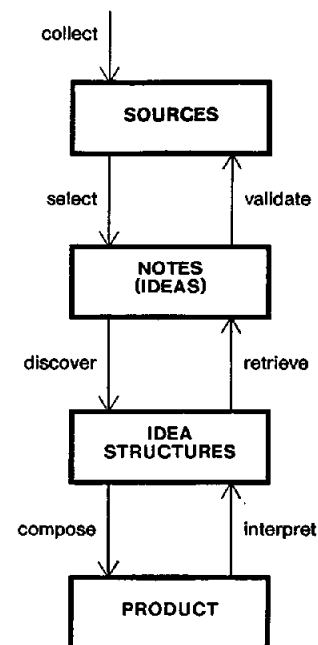 collect
SOURCES
select
validate
NOTES
(IDEAS)
discover
retrieve
IDEA
STRUCTURES
compose
interpret
PRODUCT